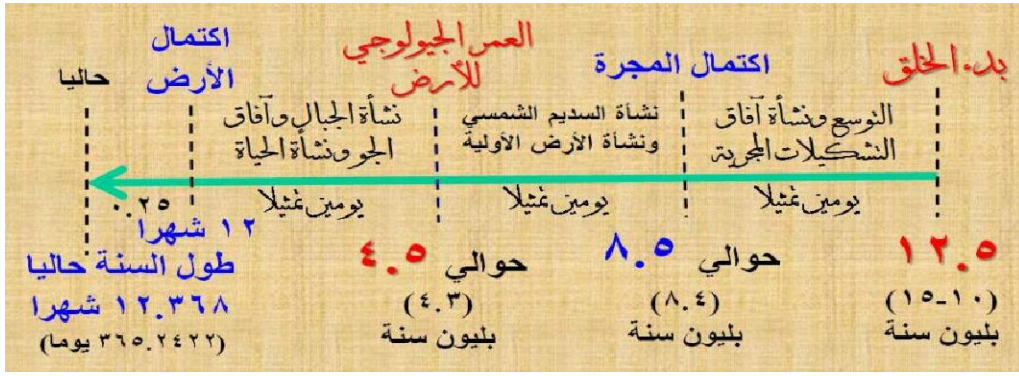 بدء الخلق
اكتمال المجرة
العمر الجيولوجي
للأرض
اكتمال
الأرض
حاليا
التوسع ونشأة آفاق
التشكيلات المجرية
نشأة السديم الشمسي
ونشأة الأرض الأولية
نشأة الجبال وآفاق
الجو ونشأة الحياة
يومين تمثيلا
يومين تمثيلا
يومين تمثيلا
٠.٢٥
١٢.٥
(١٠-١٥)
بليون سنة
حوالي ٨.٥
(٨.٤)
بليون سنة
حوالي ٤.٥
(٤.٣)
بليون سنة
١٢ شهرا
طول السنة حاليا
١٢.٣٦٨ شهرا
(٣٦٥.٢٤٢٢ يوما)